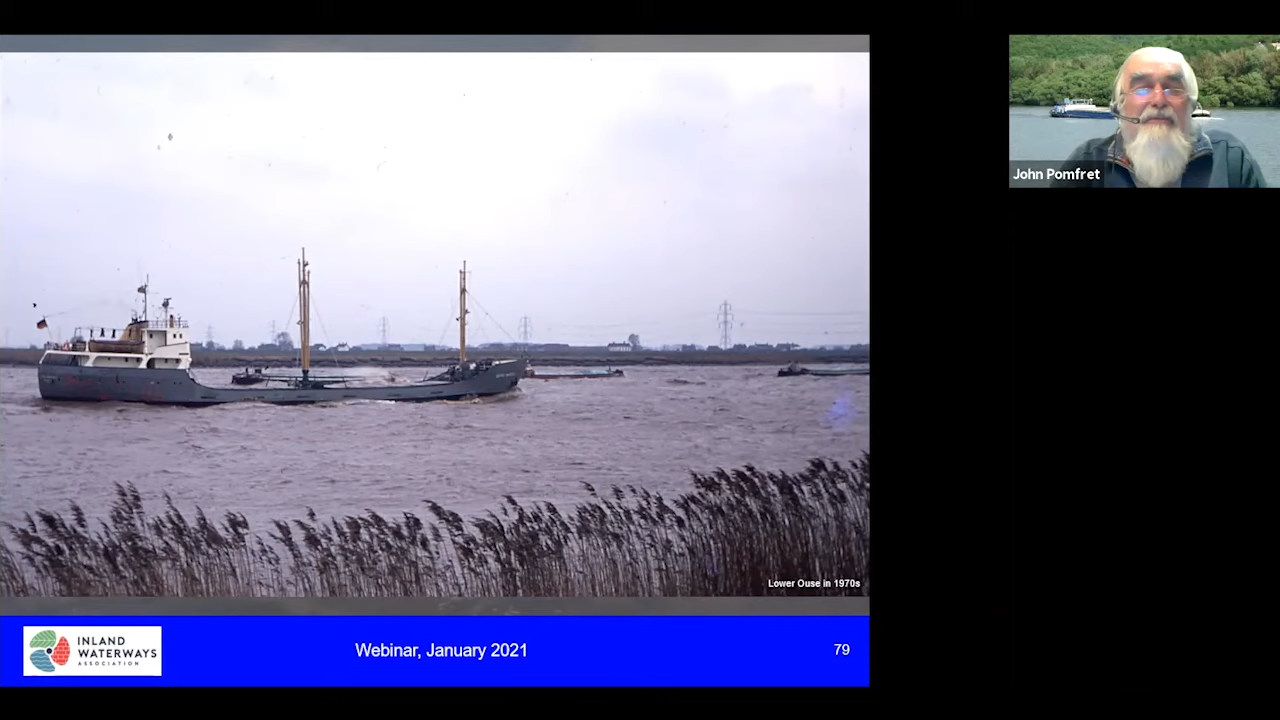 John Pomfret
Lower Ouse in 1970s
INLAND
WATERWAYS
ASSOCIATION
Webinar, January 2021
79